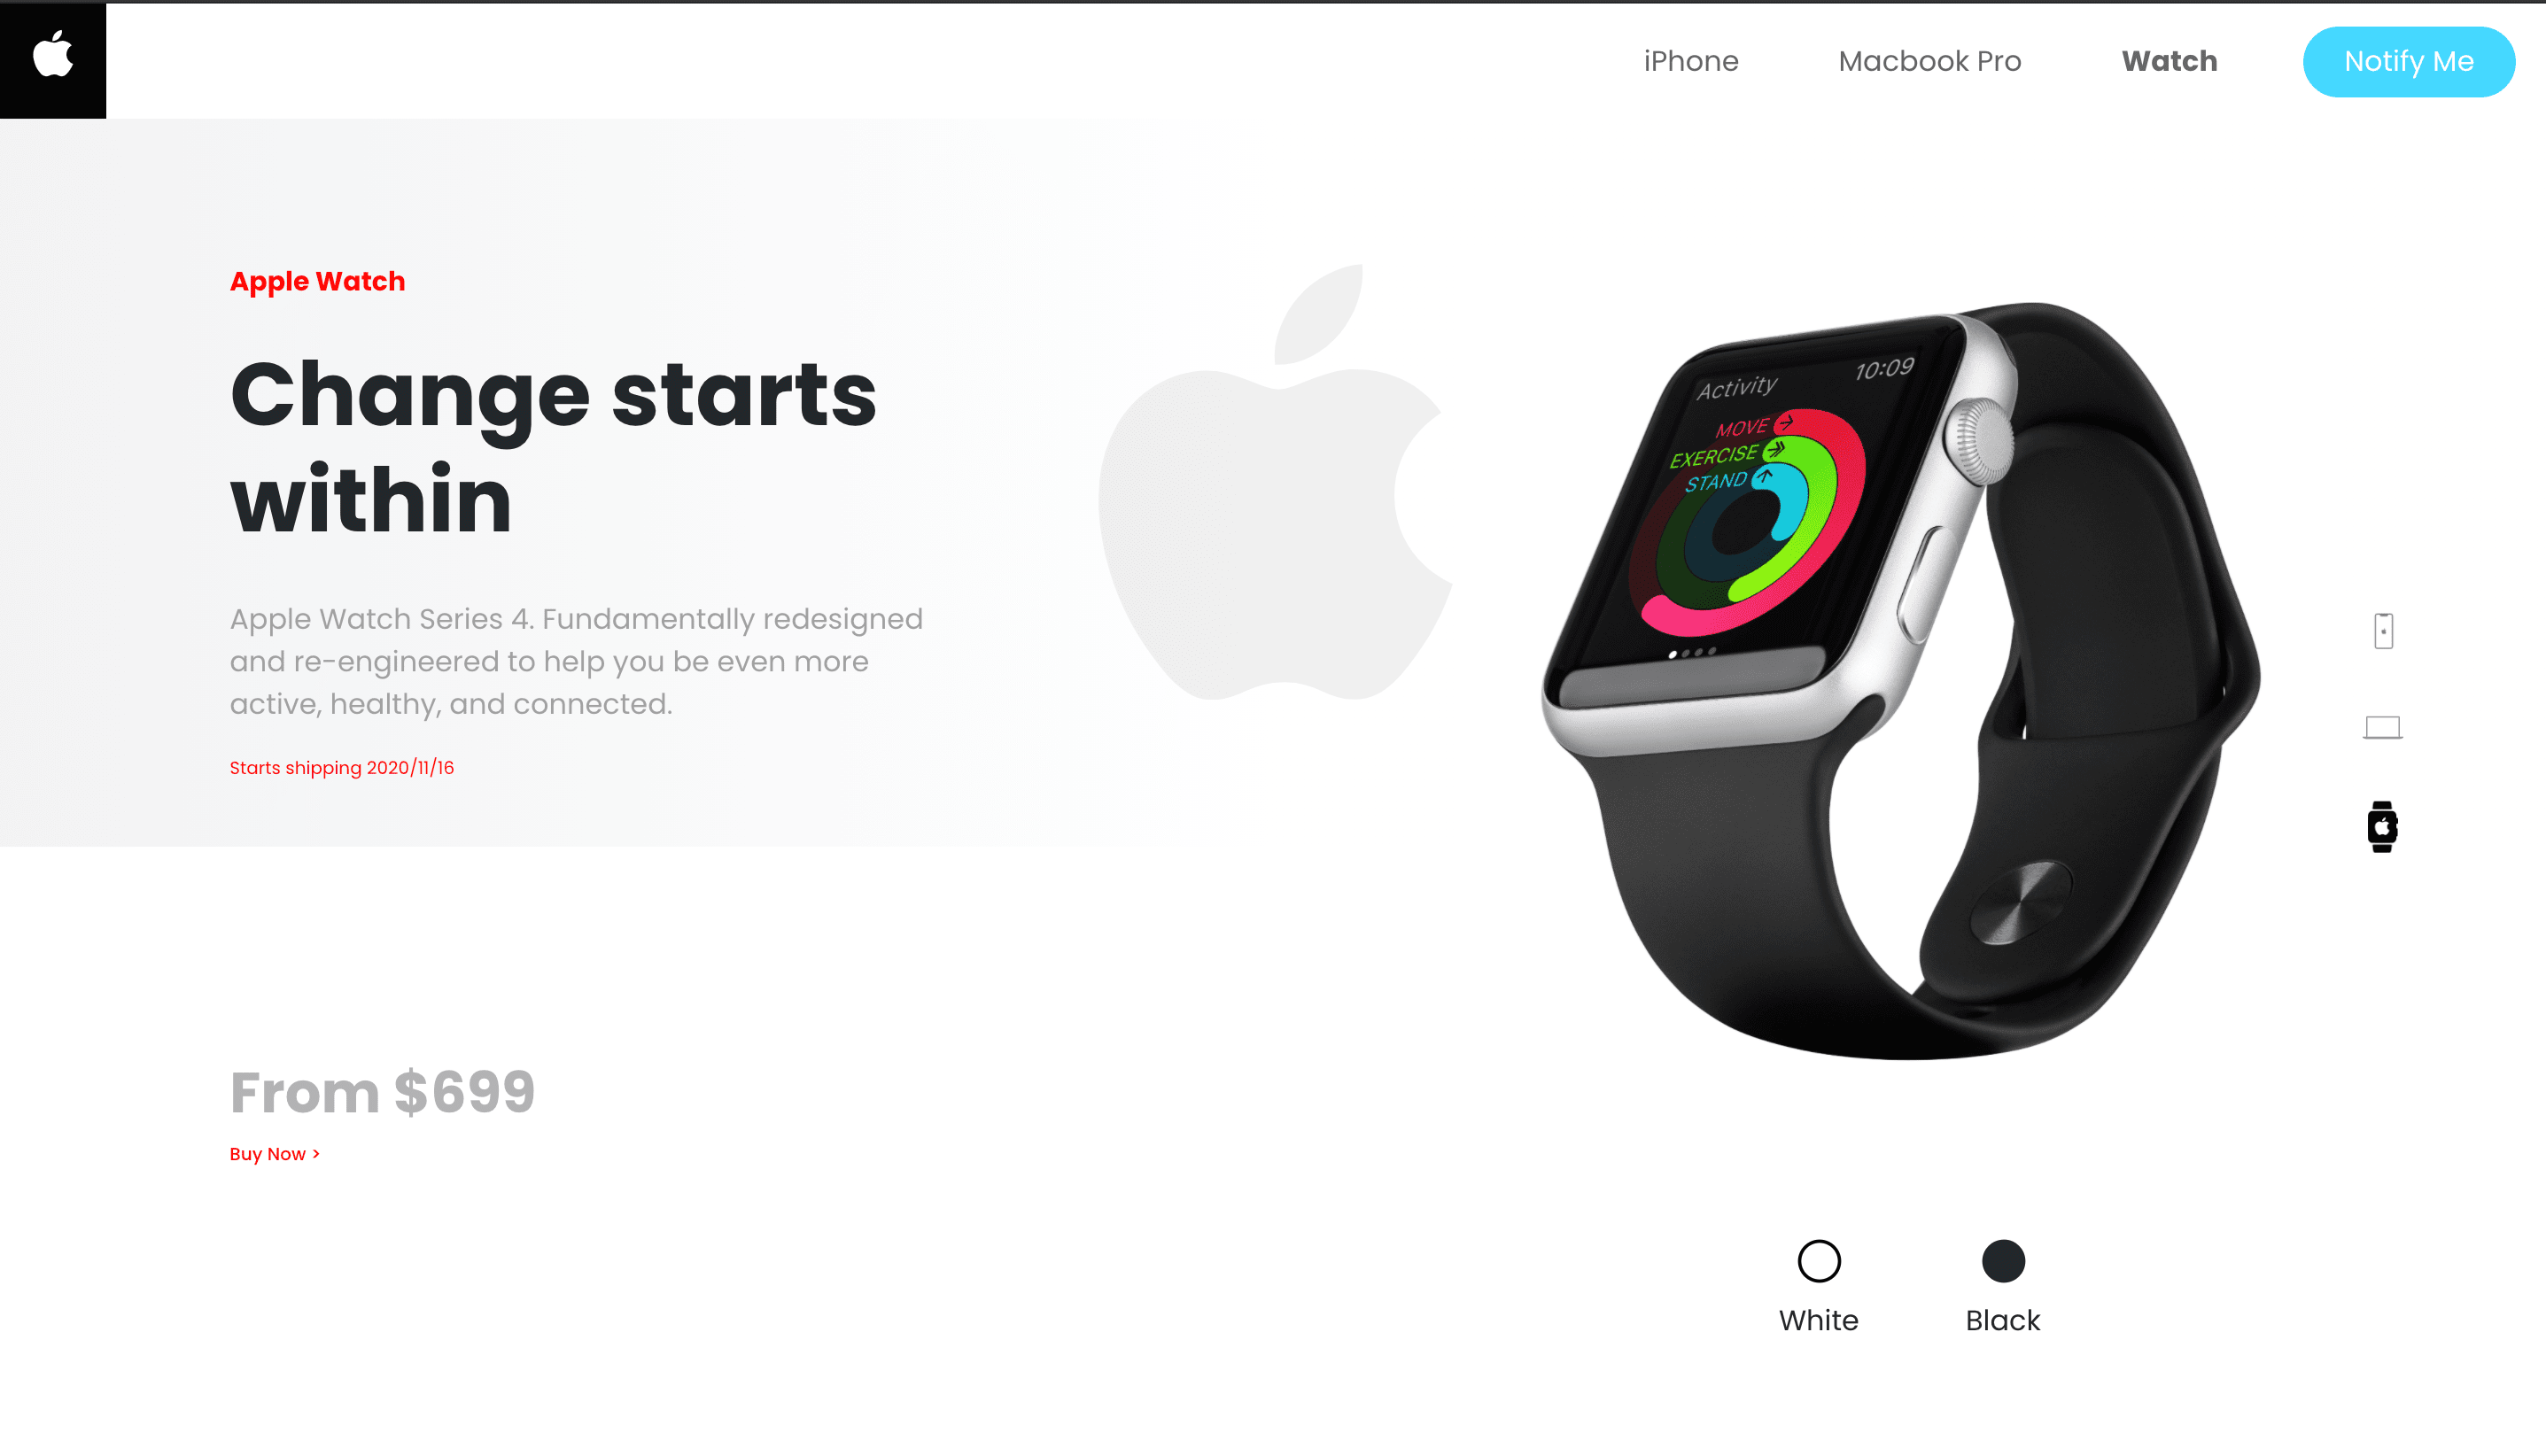 iPhone
Macbook Pro
Watch
Notify Me
Apple Watch
Change starts
within
Apple Watch Series 4. Fundamentally redesigned
and re-engineered to help you be even more
active, healthy, and connected.
Starts shipping 2020/11/16
Activity
10:09
MOVE
EXERCISE
STAND
From $699
Buy Now >
White
Black